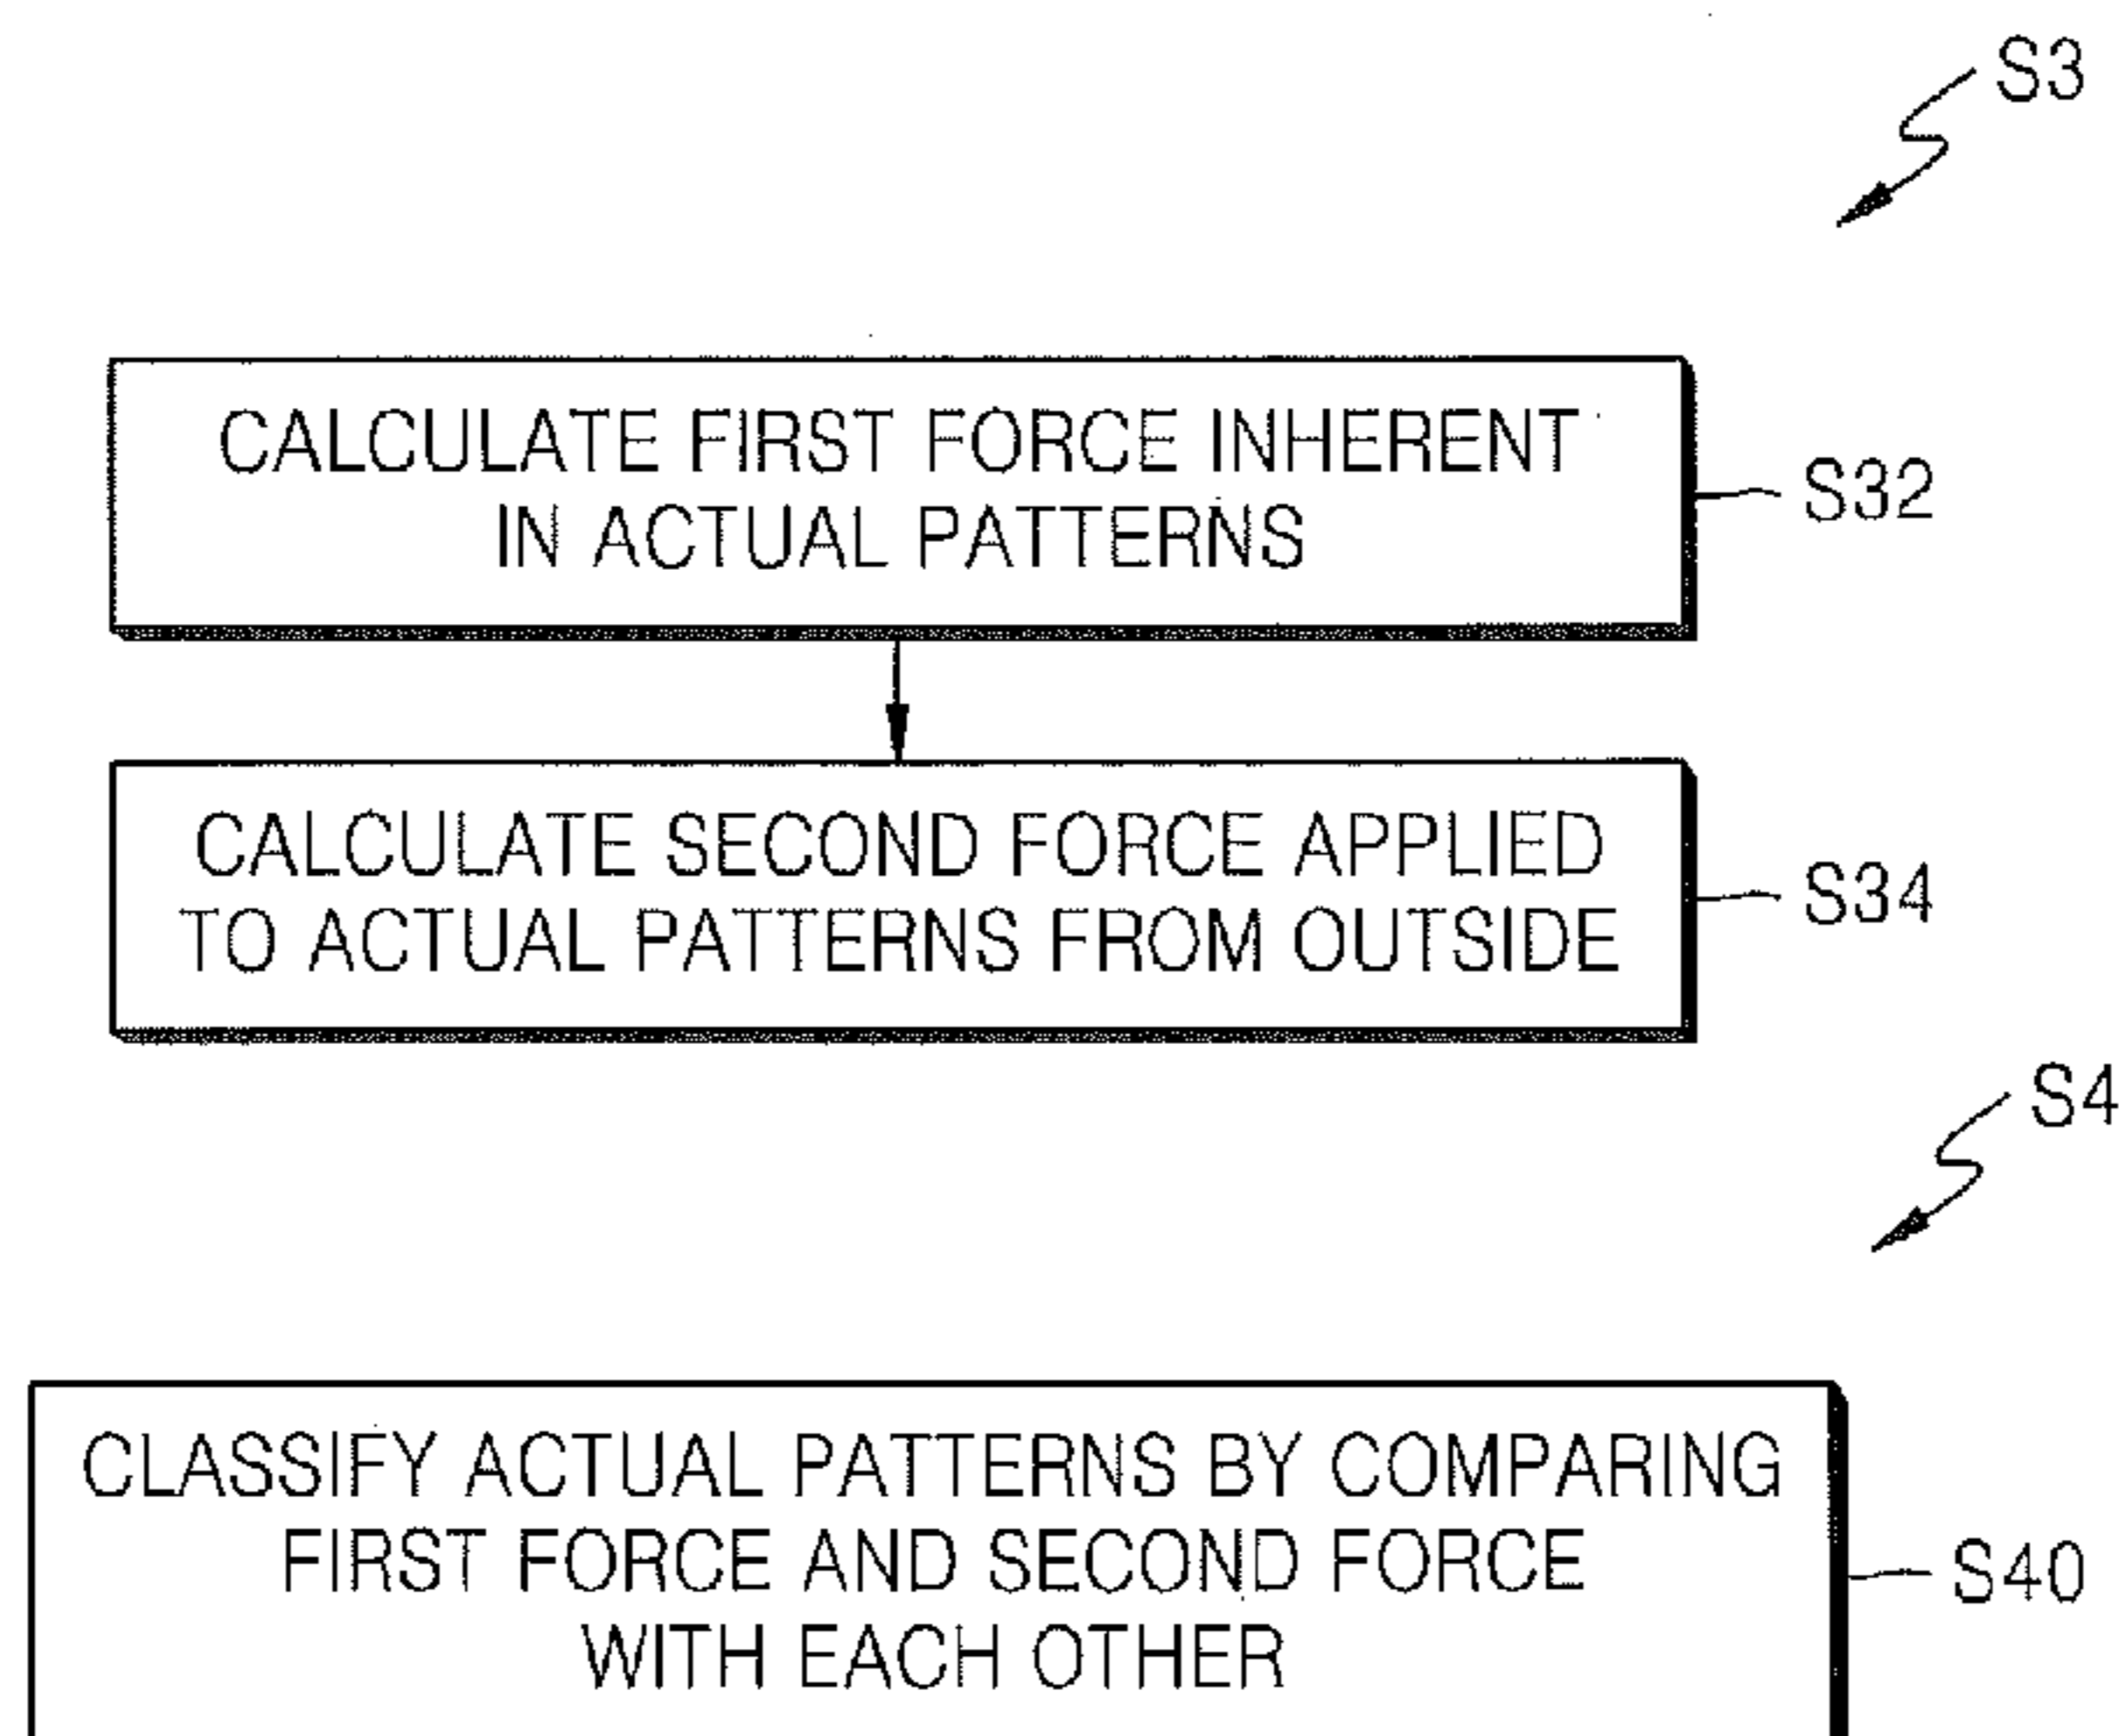 S3
CALCULATE FIRST FORCE INHERENT
IN ACTUAL PATTERNS
S32
CALCULATE SECOND FORCE APPLIED
TO ACTUAL PATTERNS FROM OUTSIDE
S34
S4
CLASSIFY ACTUAL PATTERNS BY COMPARING
FIRST FORCE AND SECOND FORCE
WITH EACH OTHER
S40